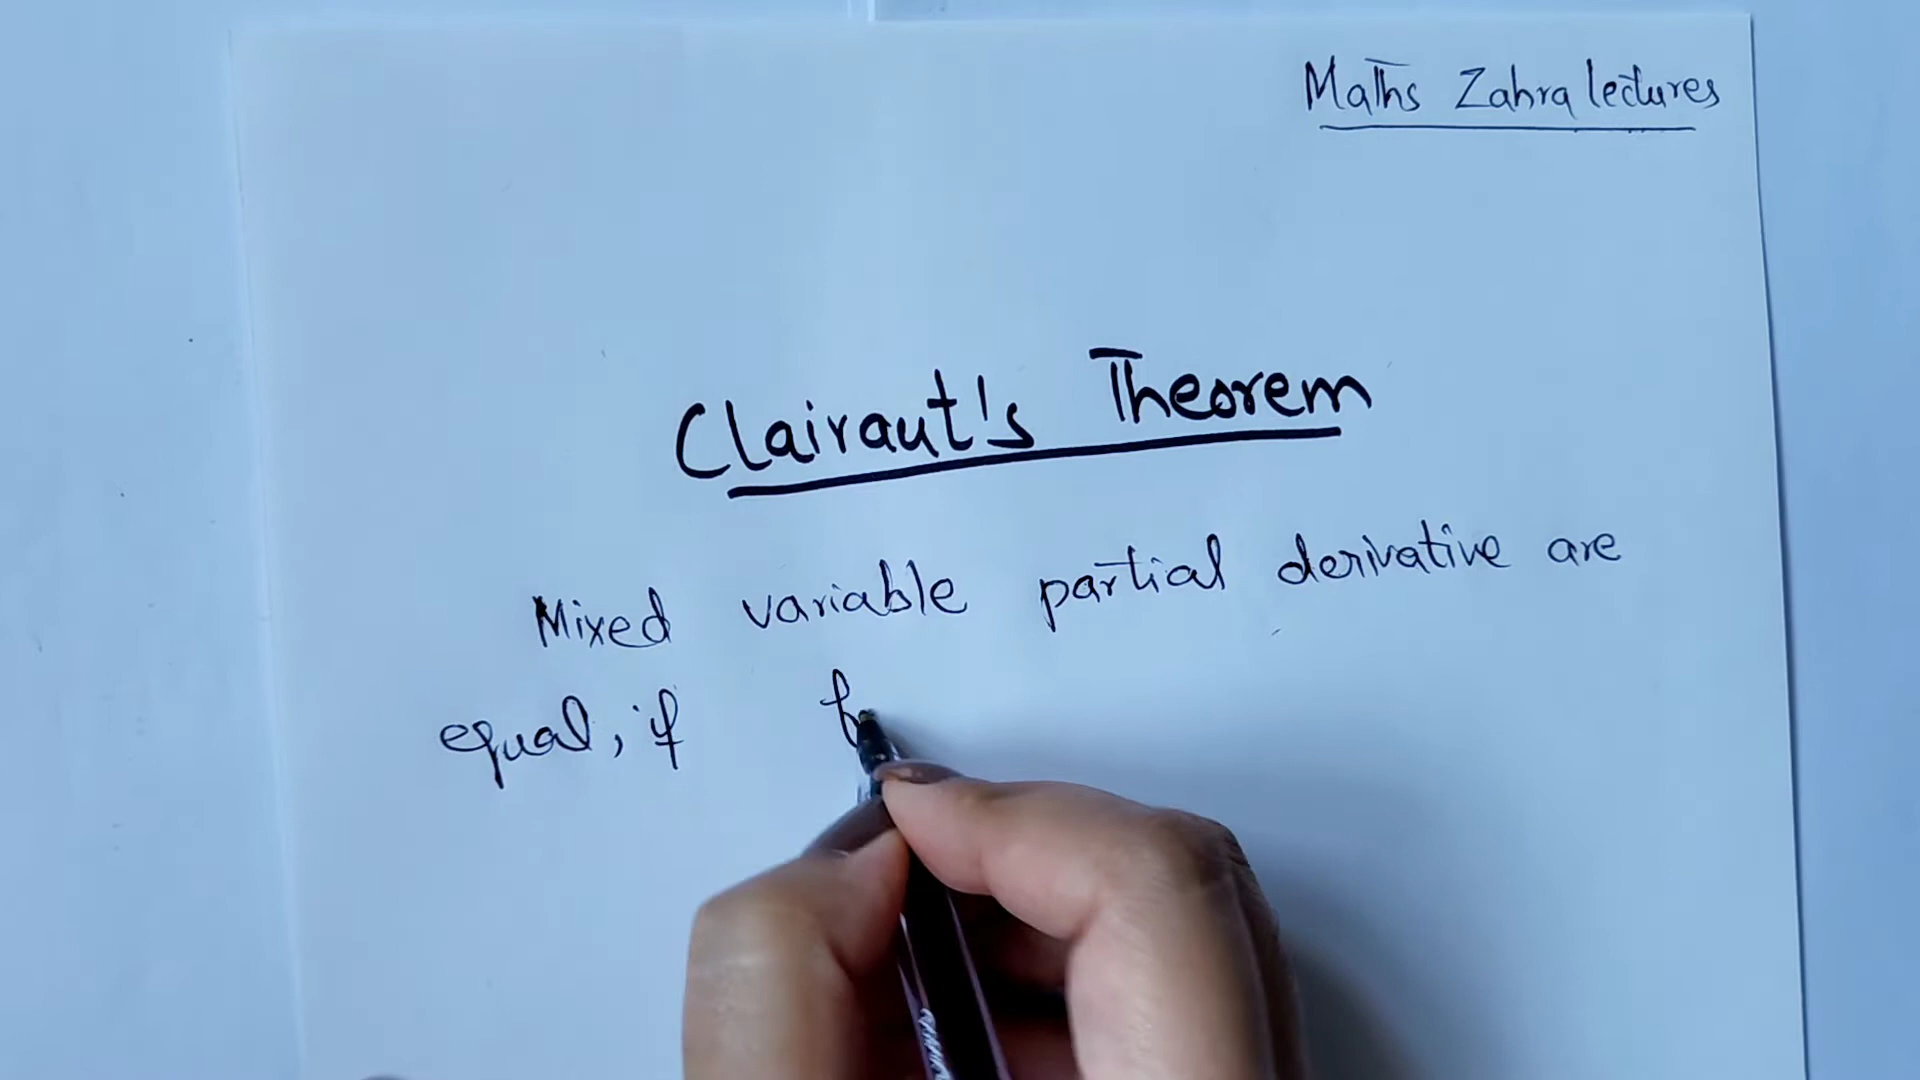 Maths Zahra lectures
Clairaut's Theorem
Mixed variable partial derivative are
equal, if